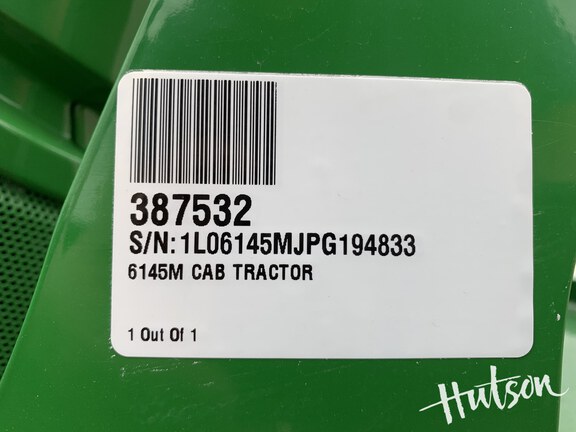 387532
S/N:1L06145MJPG194833
6145M CAB TRACTOR
1 Out Of 1
Hutson